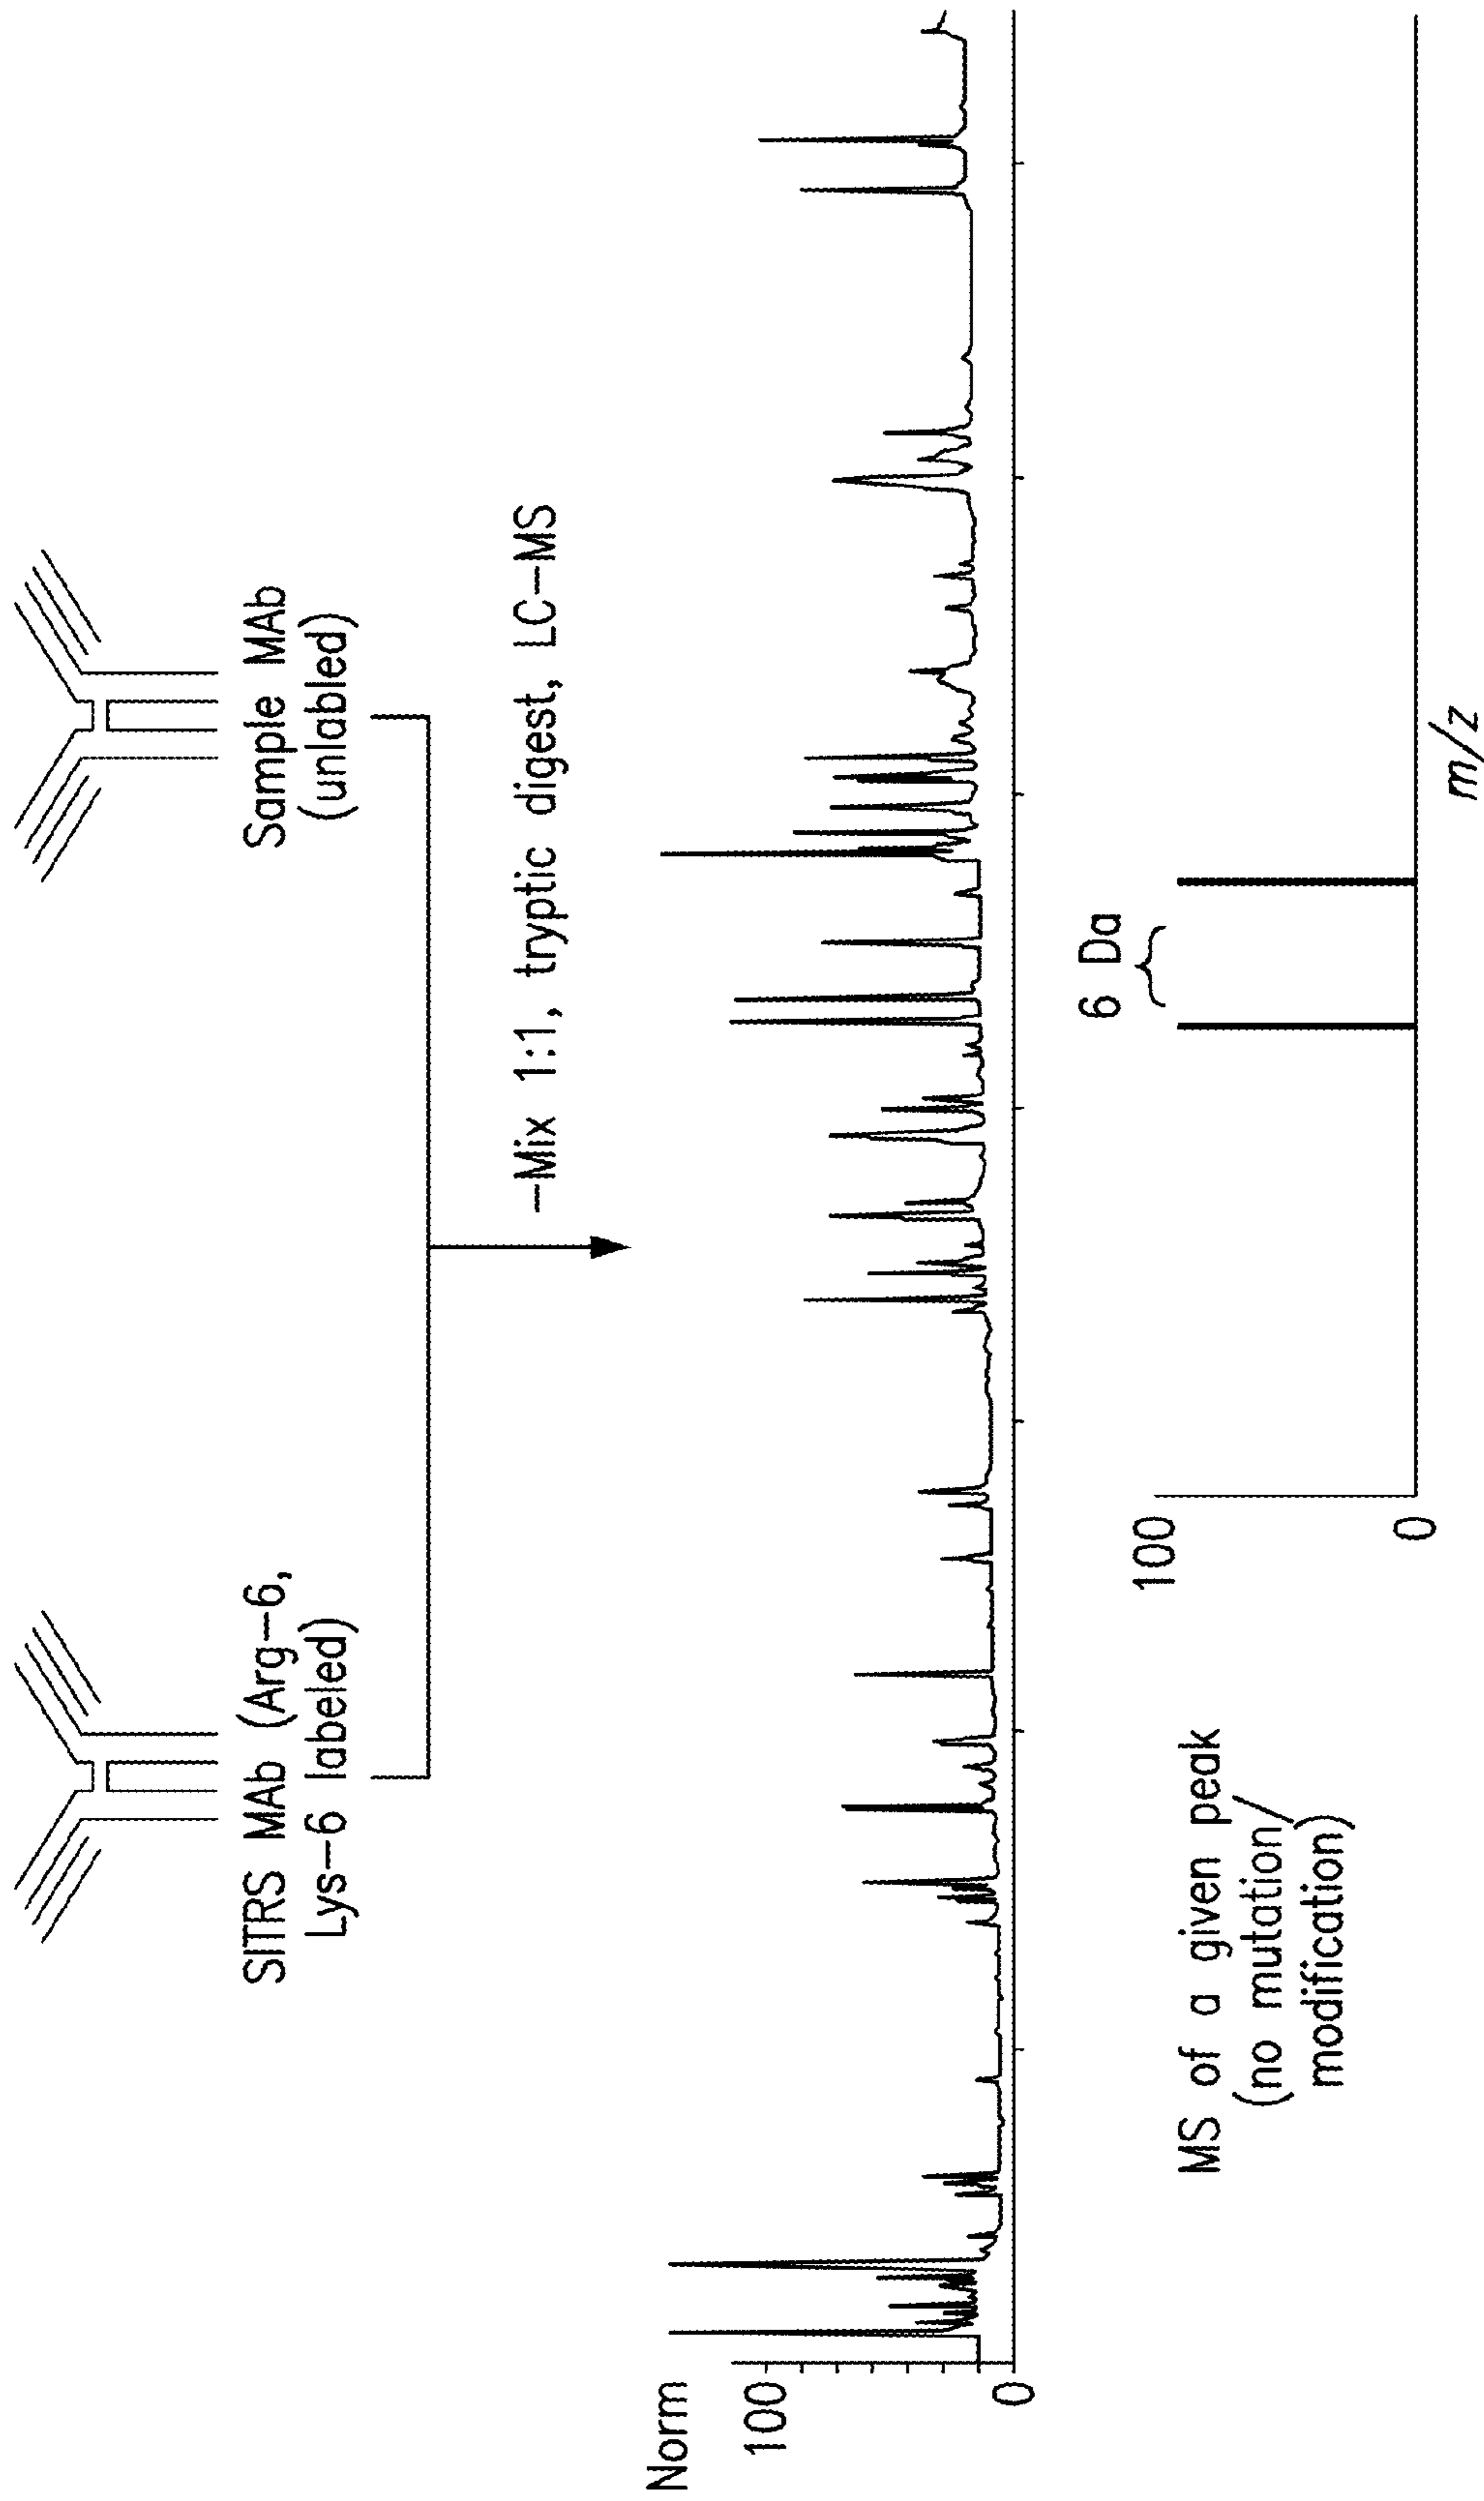 SITRS MAb (Arg-6,
Lys-6 labeled)
Sample MAb
(unlabled)
-Mix 1:1, tryptic digest, LC-MS
Norm
100
0
MS of a given peak
(no mutation/
modification)
100
0
6 Da
m/z